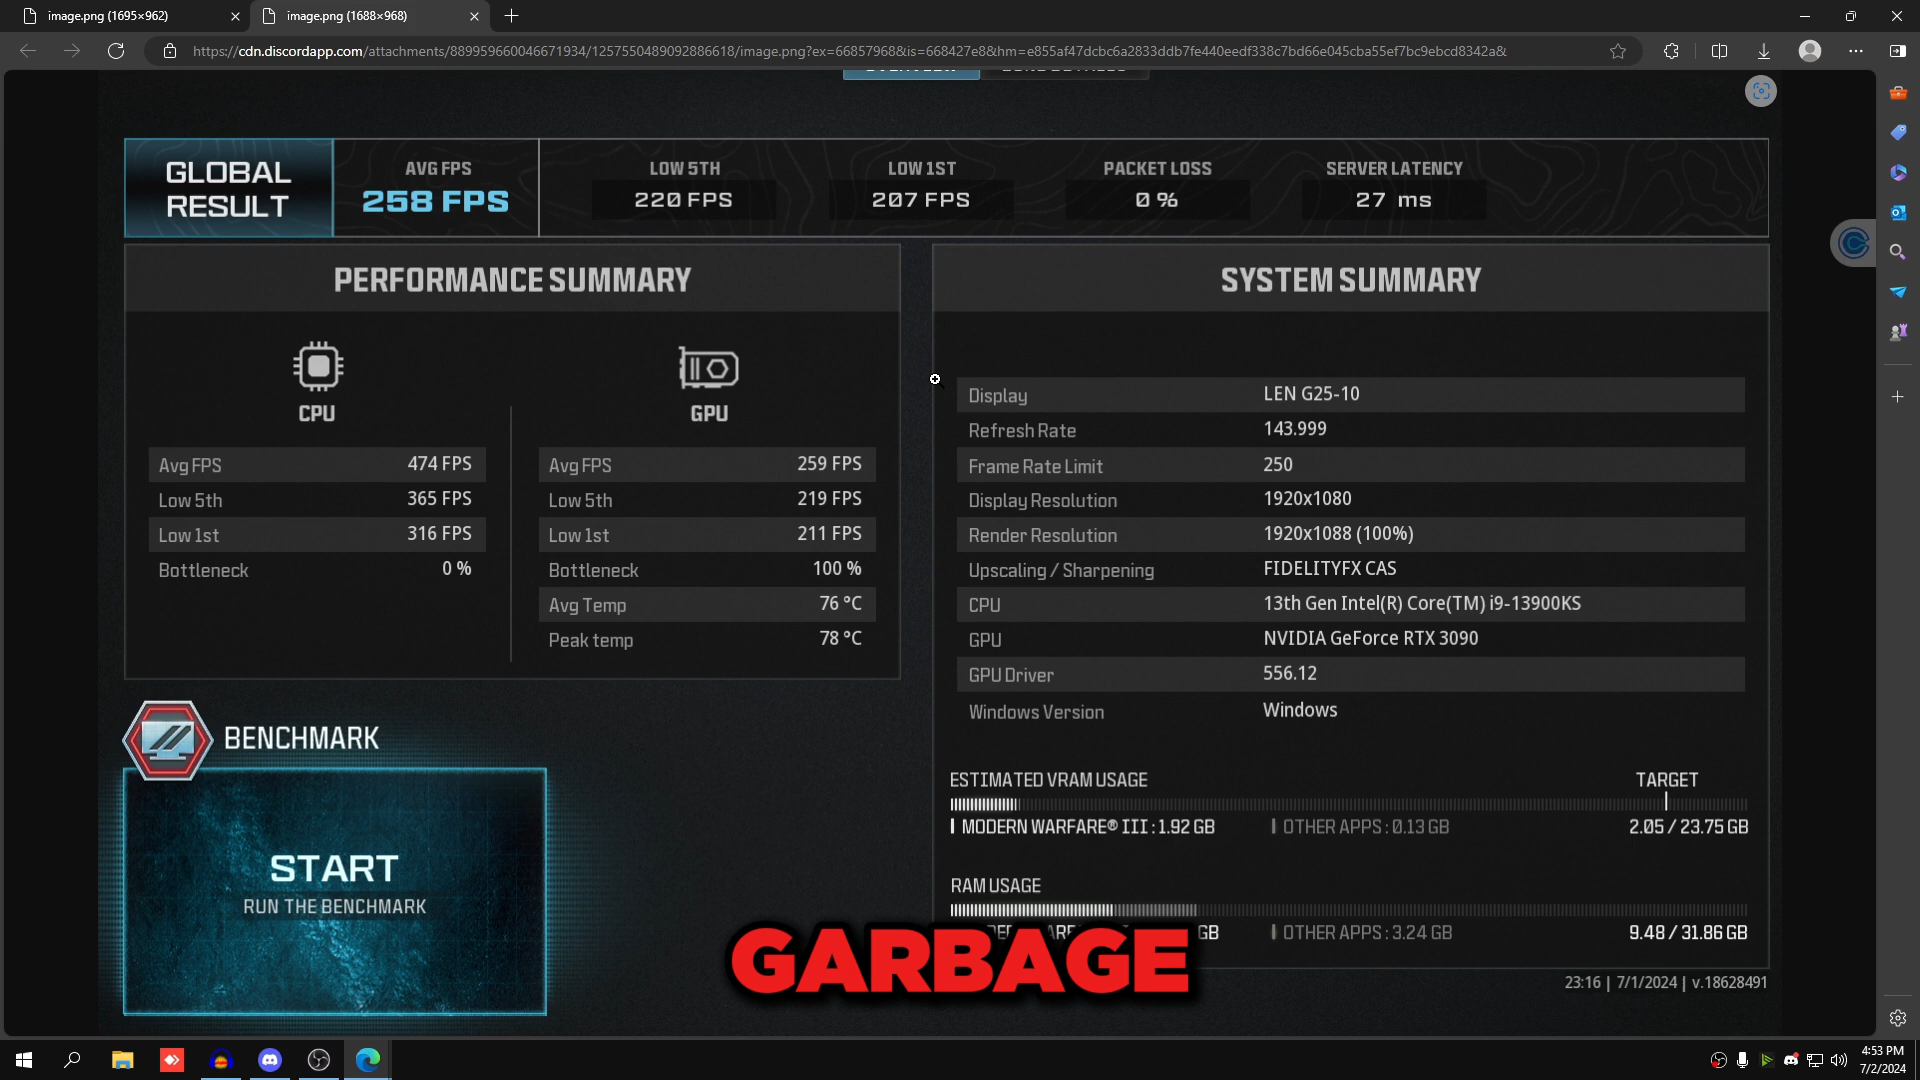 image.png (1695×962)
image.png (1688×968)
https://cdn.discordapp.com/attachments/889959660046671934/1257550489092886618/image.png?ex=66857968&is=668427e8&hm=e855af47dcbc6a2833ddb7fe440eedf338c7bd66e045cba55ef7bc9ebcd8342a&
GLOBAL RESULT
AVG FPS
258 FPS
LOW 5TH
220 FPS
LOW 1ST
207 FPS
PACKET LOSS
0 %
SERVER LATENCY
27 ms
PERFORMANCE SUMMARY
CPU
Avg FPS 474 FPS
Low 5th 365 FPS
Low 1st 316 FPS
Bottleneck 0 %
GPU
Avg FPS 259 FPS
Low 5th 219 FPS
Low 1st 211 FPS
Bottleneck 100 %
Avg Temp 76 °C
Peak temp 78 °C
SYSTEM SUMMARY
Display LEN G25-10
Refresh Rate 143.999
Frame Rate Limit 250
Display Resolution 1920x1080
Render Resolution 1920x1088 (100%)
Upscaling / Sharpening FIDELITYFX CAS
CPU 13th Gen Intel(R) Core(TM) i9-13900KS
GPU NVIDIA GeForce RTX 3090
GPU Driver 556.12
Windows Version Windows
ESTIMATED VRAM USAGE TARGET
MODERN WARFARE® III : 1.92 GB OTHER APPS : 0.13 GB 2.05 / 23.75 GB
RAM USAGE
GB OTHER APPS : 3.24 GB 9.48 / 31.86 GB
BENCHMARK
START
RUN THE BENCHMARK
GARBAGE
23:16 | 7/1/2024 | v.18628491
4:53 PM
7/2/2024